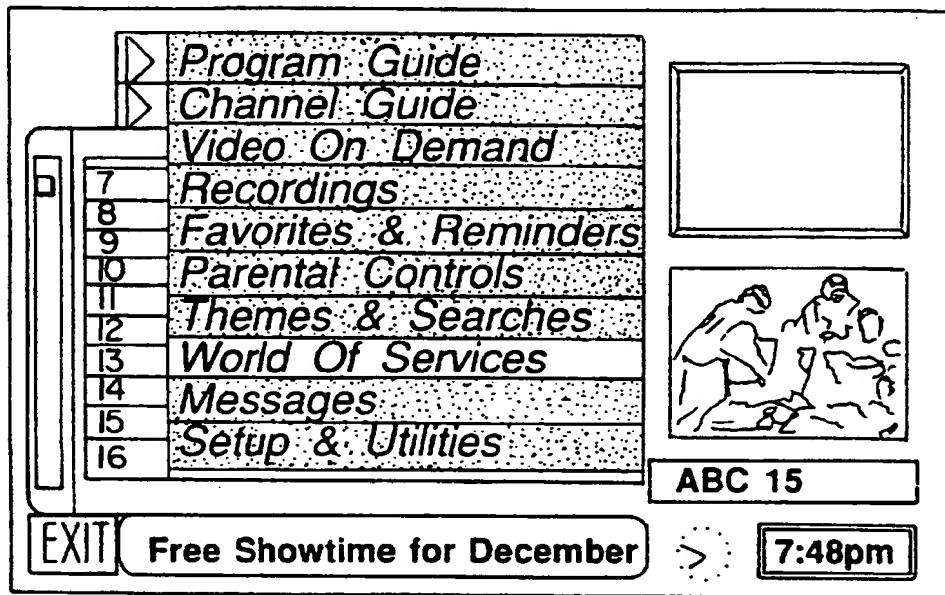 Program Guide
Channel Guide
Video On Demand
7 Recordings
8
9 Favorites & Reminders
10 Parental Controls
11
12 Themes & Searches
13 World Of Services
14 Messages
15
16 Setup & Utilities
ABC 15
EXIT Free Showtime for December 7:48pm